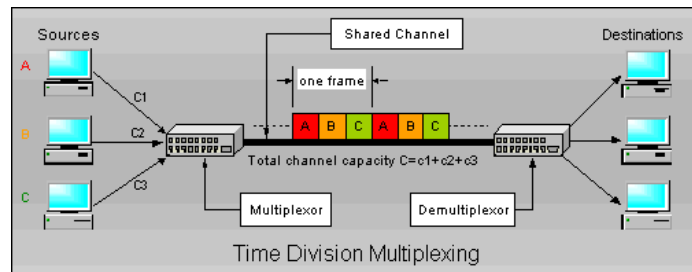 Sources
Shared Channel
Destinations
A
one frame
C1
B
C2
A B C A B C
Total channel capacity C=c1+c2+c3
C
C3
Multiplexor
Demultiplexor
Time Division Multiplexing